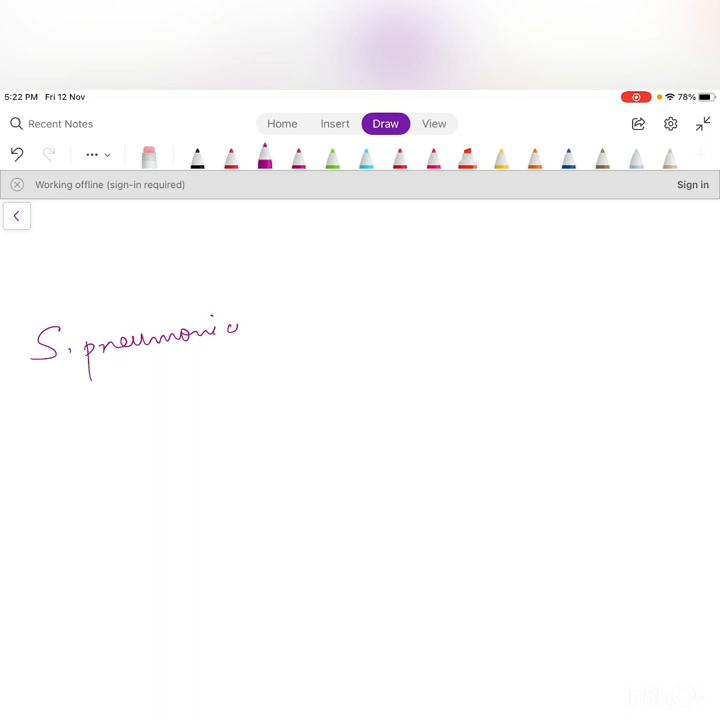 5:22 PM Fri 12 Nov 78%
Recent Notes Home Insert Draw View
Working offline (sign-in required) Sign in
S. pneumonic